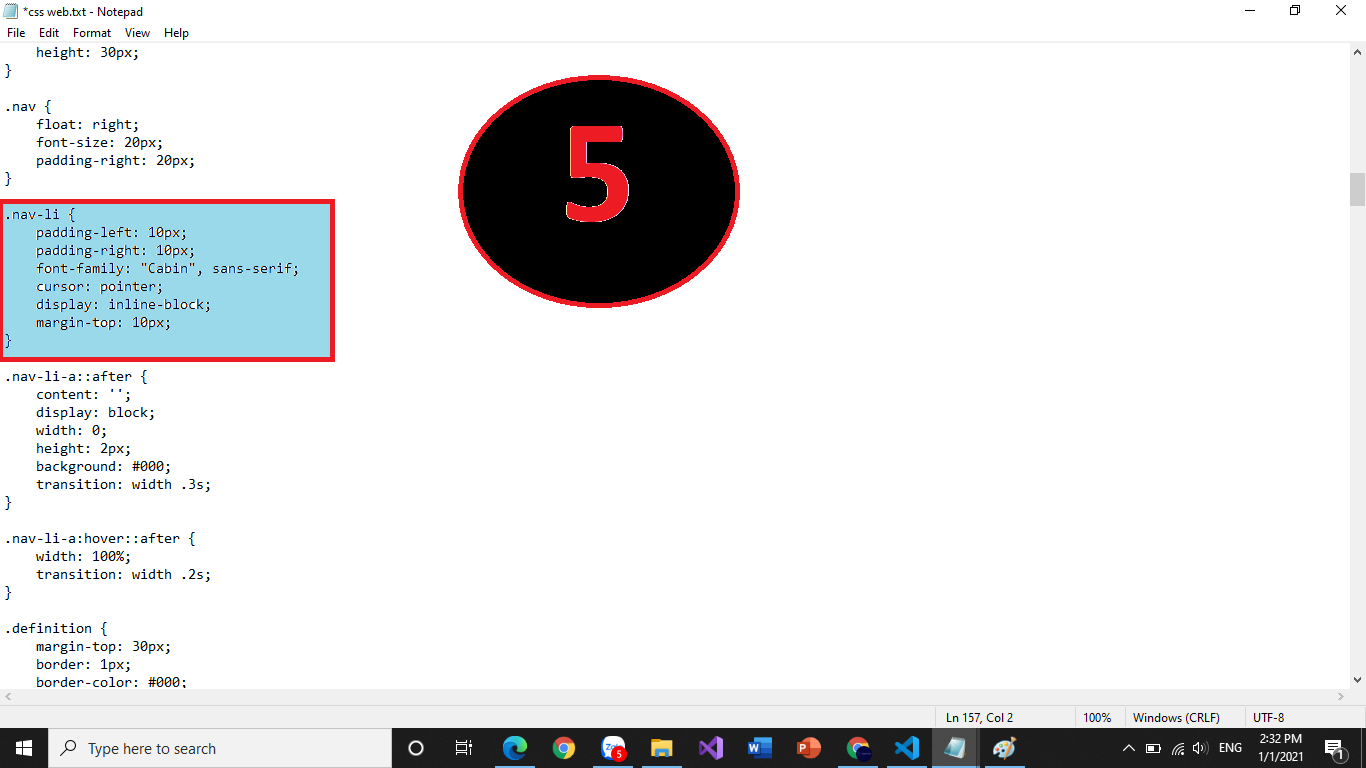 *css web.txt - Notepad
File Edit Format View Help
height: 30px;
}
.nav {
float: right;
font-size: 20px;
padding-right: 20px;
}
5
.nav-li {
padding-left: 10px;
padding-right: 10px;
font-family: "Cabin", sans-serif;
cursor: pointer;
display: inline-block;
margin-top: 10px;
}
.nav-li-a::after {
content: '';
display: block;
width: 0;
height: 2px;
background: #000;
transition: width .3s;
}
.nav-li-a:hover::after {
width: 100%;
transition: width .2s;
}
.definition {
margin-top: 30px;
border: 1px;
border-color: #000;
Ln 157, Col 2 100% Windows (CRLF) UTF-8
Type here to search
Zalo 5
ENG
2:32 PM
1/1/2021
1